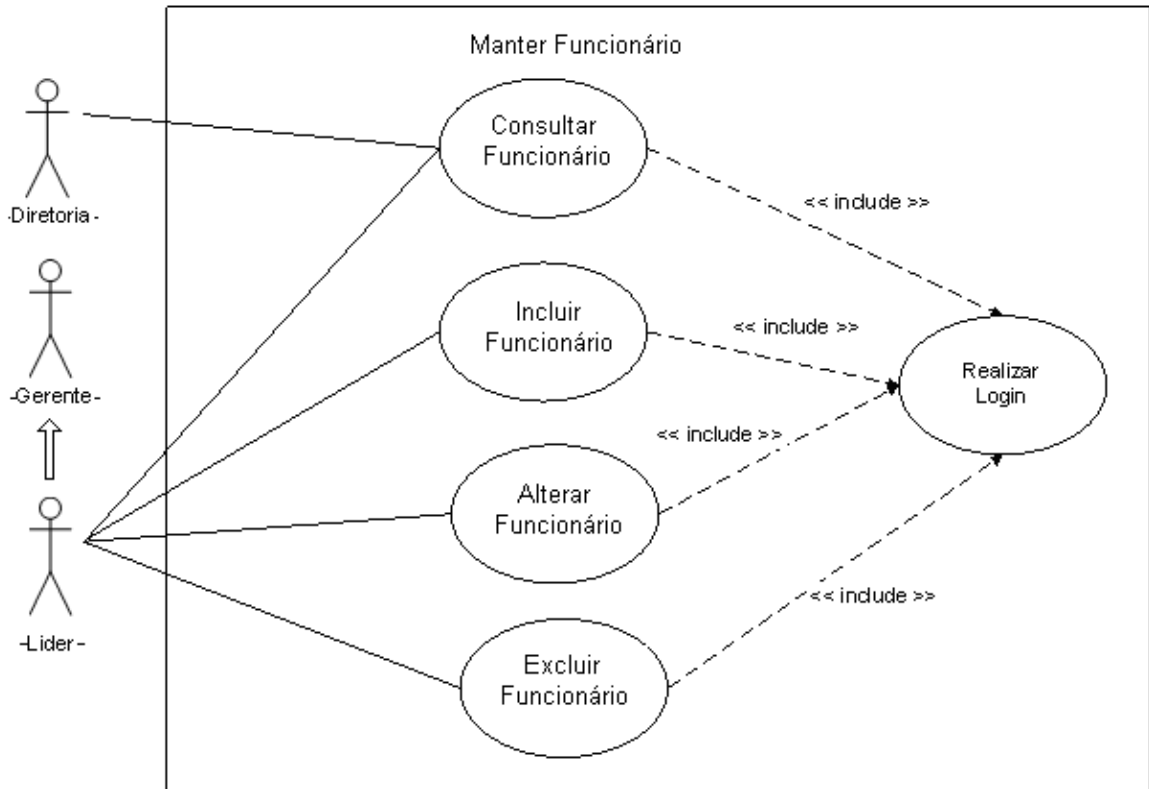 Manter Funcionário
Consultar
Funcionário
-Diretoria-
<< include >>
Incluir
Funcionário
<< include >>
Realizar
Login
-Gerente-
<< include >>
Alterar
Funcionário
<< include >>
-Lider-
Excluir
Funcionário